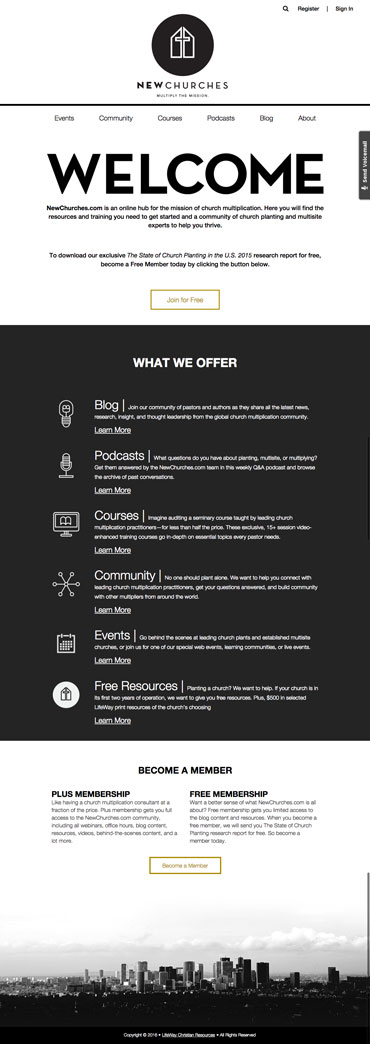 Register | Sign In
NEWCHURCHES
MULTIPLY THE MISSION.
Events Community Courses Podcasts Blog About
Send Voicemail
WELCOME
NewChurches.com is an online hub for the mission of church multiplication. Here you will find the
resources and training you need to get started and a community of church planting and multisite
experts to help you thrive.
To download our exclusive The State of Church Planting in the U.S. 2015 research report for free,
become a Free Member today by clicking the button below.
Join for Free
WHAT WE OFFER
Blog | Join our community of pastors and authors as they share all the latest news,
research, insight, and thought leadership from the global church multiplication community.
Learn More
Podcasts | What questions do you have about planting, multisite, or multiplying?
Get them answered by the NewChurches.com team in this weekly Q&A podcast and browse
the archive of past conversations.
Learn More
Courses | Imagine auditing a seminary course taught by leading church
multiplication practitioners—for less than half the price. These exclusive, 15+ session video-
enhanced training courses go in-depth on essential topics every pastor needs.
Learn More
Community | No one should plant alone. We want to help you connect with
leading church multiplication practitioners, get your questions answered, and build community
with other multipliers from around the world.
Learn More
Events | Go behind the scenes at leading church plants and established multisite
churches, or join us for one of our special web events, learning communities, or live events.
Learn More
Free Resources | Planting a church? We want to help. If your church is in
its first two years of operation, we want to give you free resources. Plus, $500 in selected
LifeWay print resources of the church's choosing
Learn More
BECOME A MEMBER
PLUS MEMBERSHIP
Like having a church multiplication consultant at a
fraction of the price. Plus membership gets you full
access to the NewChurches.com community,
including all webinars, office hours, blog content,
resources, videos, behind-the-scenes content, and a
lot more.
FREE MEMBERSHIP
Want a better sense of what NewChurches.com is all
about? Free membership gets you limited access to
the blog content and resources. When you become a
free member, we will send you The State of Church
Planting research report for free. So become a
member today.
Become a Member
Copyright © 2016 • LifeWay Christian Resources • All Rights Reserved